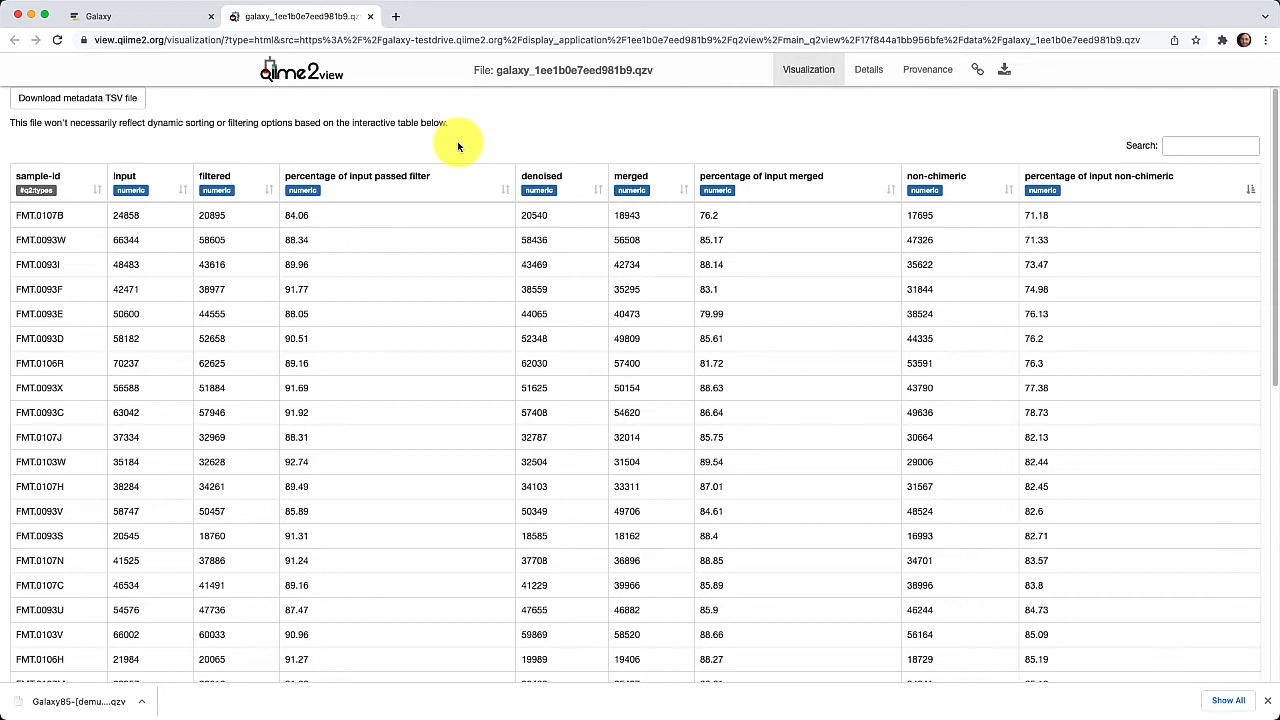 Galaxy
galaxy_1ee1b0e7eed981b9.qz
view.qiime2.org/visualization/?type=html&src=https%3A%2F%2Fgalaxy-testdrive.qiime2.org%2Fdisplay_application%2F1ee1b0e7eed981b9%2Fq2view%2Fmain_q2view%2F17f844a1bb956bfe%2Fdata%2Fgalaxy_1ee1b0e7eed981b9.qzv
qiime2view File: galaxy_1ee1b0e7eed981b9.qzv Visualization Details Provenance
Download metadata TSV file
This file won't necessarily reflect dynamic sorting or filtering options based on the interactive table below.
Search:
sample-id input filtered percentage of input passed filter denoised merged percentage of input merged non-chimeric percentage of input non-chimeric
#q2:types numeric numeric numeric numeric numeric numeric numeric numeric
FMT.0107B 24858 20895 84.06 20540 18943 76.2 17695 71.18
FMT.0093W 66344 58605 88.34 58436 56508 85.17 47326 71.33
FMT.0093I 48483 43616 89.96 43469 42734 88.14 35622 73.47
FMT.0093F 42471 38977 91.77 38559 35295 83.1 31844 74.98
FMT.0093E 50600 44555 88.05 44065 40473 79.99 38524 76.13
FMT.0093D 58182 52658 90.51 52348 49809 85.61 44335 76.2
FMT.0106R 70237 62625 89.16 62030 57400 81.72 53591 76.3
FMT.0093X 56588 51884 91.69 51625 50154 88.63 43790 77.38
FMT.0093C 63042 57946 91.92 57408 54620 86.64 49636 78.73
FMT.0107J 37334 32969 88.31 32787 32014 85.75 30664 82.13
FMT.0103W 35184 32628 92.74 32504 31504 89.54 29006 82.44
FMT.0107H 38284 34261 89.49 34103 33311 87.01 31567 82.45
FMT.0093V 58747 50457 85.89 50349 49706 84.61 48524 82.6
FMT.0093S 20545 18760 91.31 18585 18162 88.4 16993 82.71
FMT.0107N 41525 37886 91.24 37708 36896 88.85 34701 83.57
FMT.0107C 46534 41491 89.16 41229 39966 85.89 38996 83.8
FMT.0093U 54576 47736 87.47 47655 46882 85.9 46244 84.73
FMT.0103V 66002 60033 90.96 59869 58520 88.66 56164 85.09
FMT.0106H 21984 20065 91.27 19989 19406 88.27 18729 85.19
Galaxy85-[demu....qzv Show All